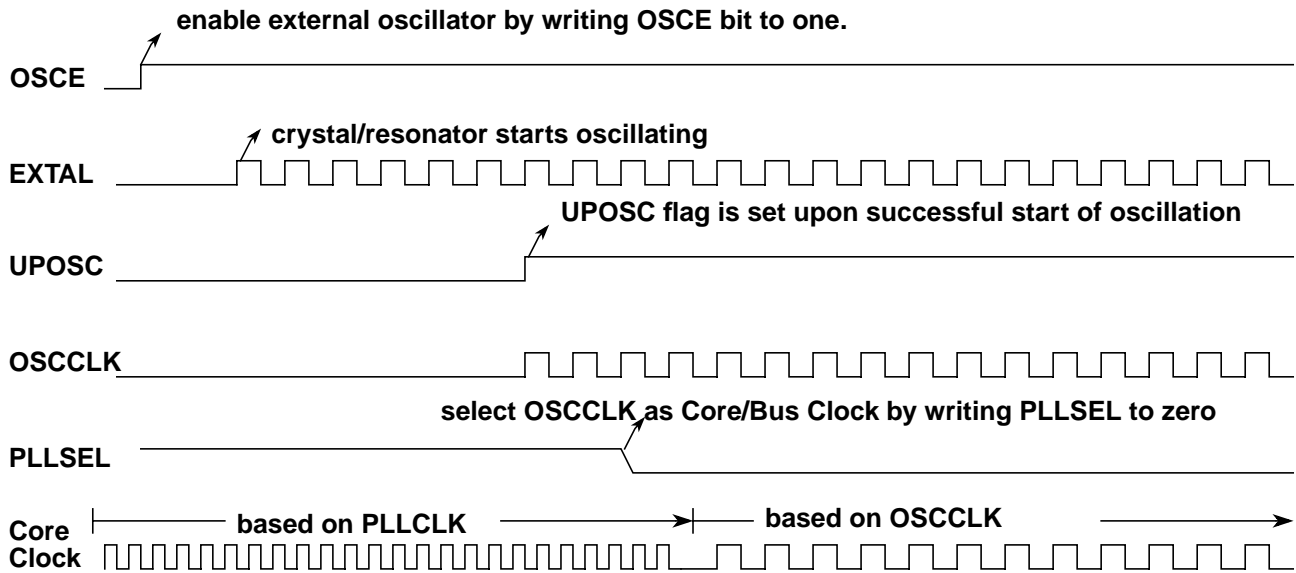 enable external oscillator by writing OSCE bit to one.
OSCE
crystal/resonator starts oscillating
EXTAL
UPOSC flag is set upon successful start of oscillation
UPOSC
OSCCLK
select OSCCLK as Core/Bus Clock by writing PLLSEL to zero
PLLSEL
based on PLLCLK
based on OSCCLK
Core
Clock